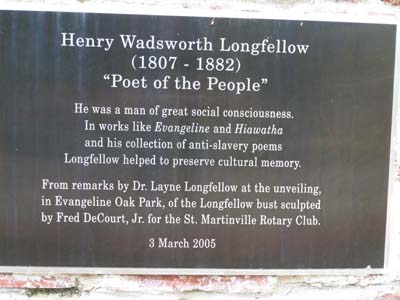 Henry Wadsworth Longfellow
(1807 - 1882)
"Poet of the People"
He was a man of great social consciousness.
In works like Evangeline and Hiawatha
and his collection of anti-slavery poems
Longfellow helped to preserve cultural memory.
From remarks by Dr. Layne Longfellow at the unveiling,
in Evangeline Oak Park, of the Longfellow bust sculpted
by Fred DeCourt, Jr. for the St. Martinville Rotary Club.
3 March 2005